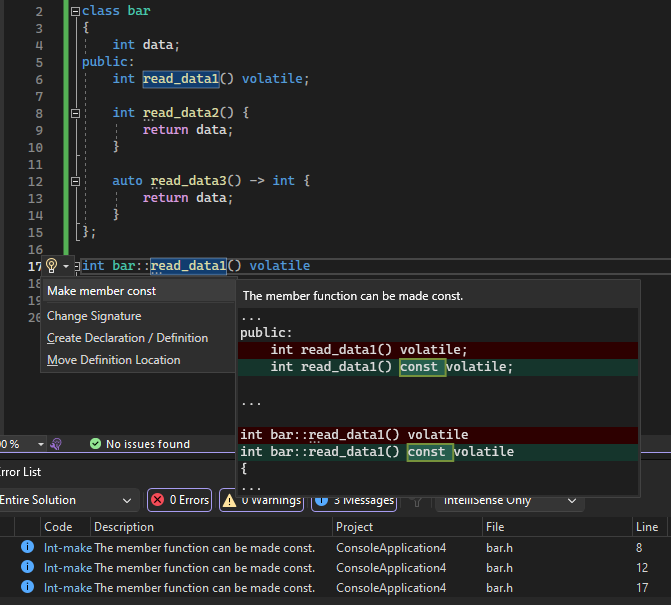 2 class bar
3 {
4 int data;
5 public:
6 int read_data1() volatile;
7
8 int read_data2() {
9 return data;
10 }
11
12 auto read_data3() -> int {
13 return data;
14 }
15 };
16
17 int bar::read_data1() volatile
18
19
20
Make member const
Change Signature
Create Declaration / Definition
Move Definition Location
The member function can be made const.
...
public:
int read_data1() volatile;
int read_data1() const volatile;
...
int bar::read_data1() volatile
int bar::read_data1() const volatile
{
...
No issues found
Error List
Entire Solution
0 Errors
0 Warnings
3 Messages
IntelliSense Only
Code Description Project File Line
Int-make The member function can be made const. ConsoleApplication4 bar.h 8
Int-make The member function can be made const. ConsoleApplication4 bar.h 12
Int-make The member function can be made const. ConsoleApplication4 bar.h 17